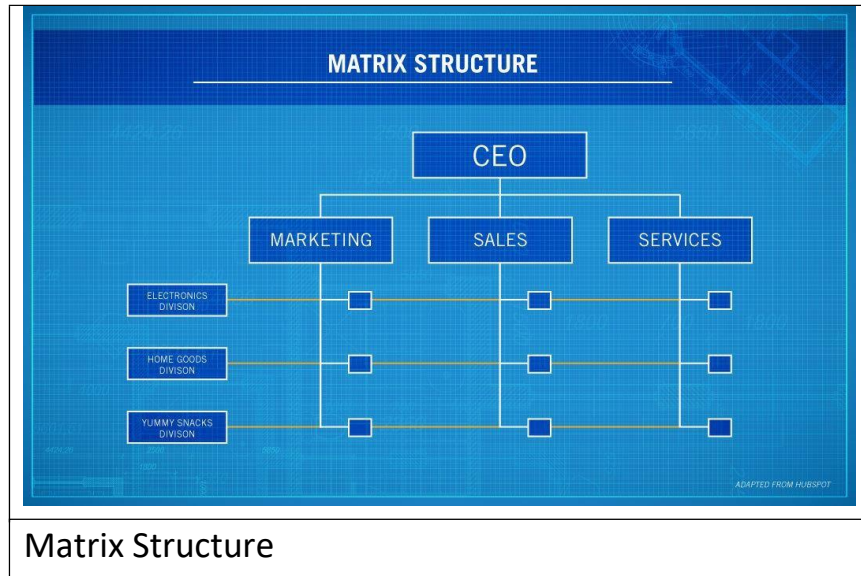 MATRIX STRUCTURE
CEO
MARKETING
SALES
SERVICES
ELECTRONICS
DIVISON
HOME GOODS
DIVISON
YUMMY SNACKS
DIVISON
ADAPTED FROM HUBSPOT
Matrix Structure